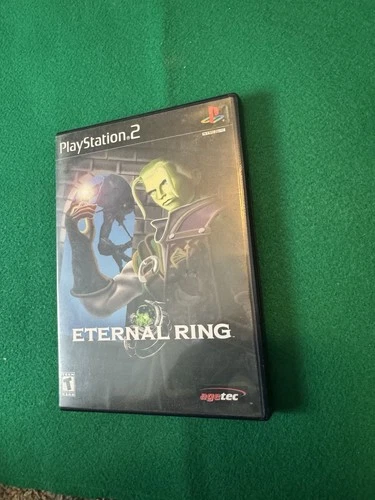 PlayStation.2
ETERNAL RING
T
agetec